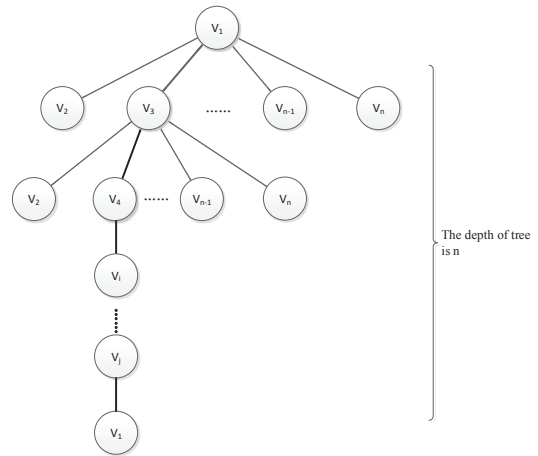 V1
V2 V3 ...... Vn-1 Vn
V2 V4 ...... Vn-1 Vn
The depth of tree
is n
Vi
Vj
V1